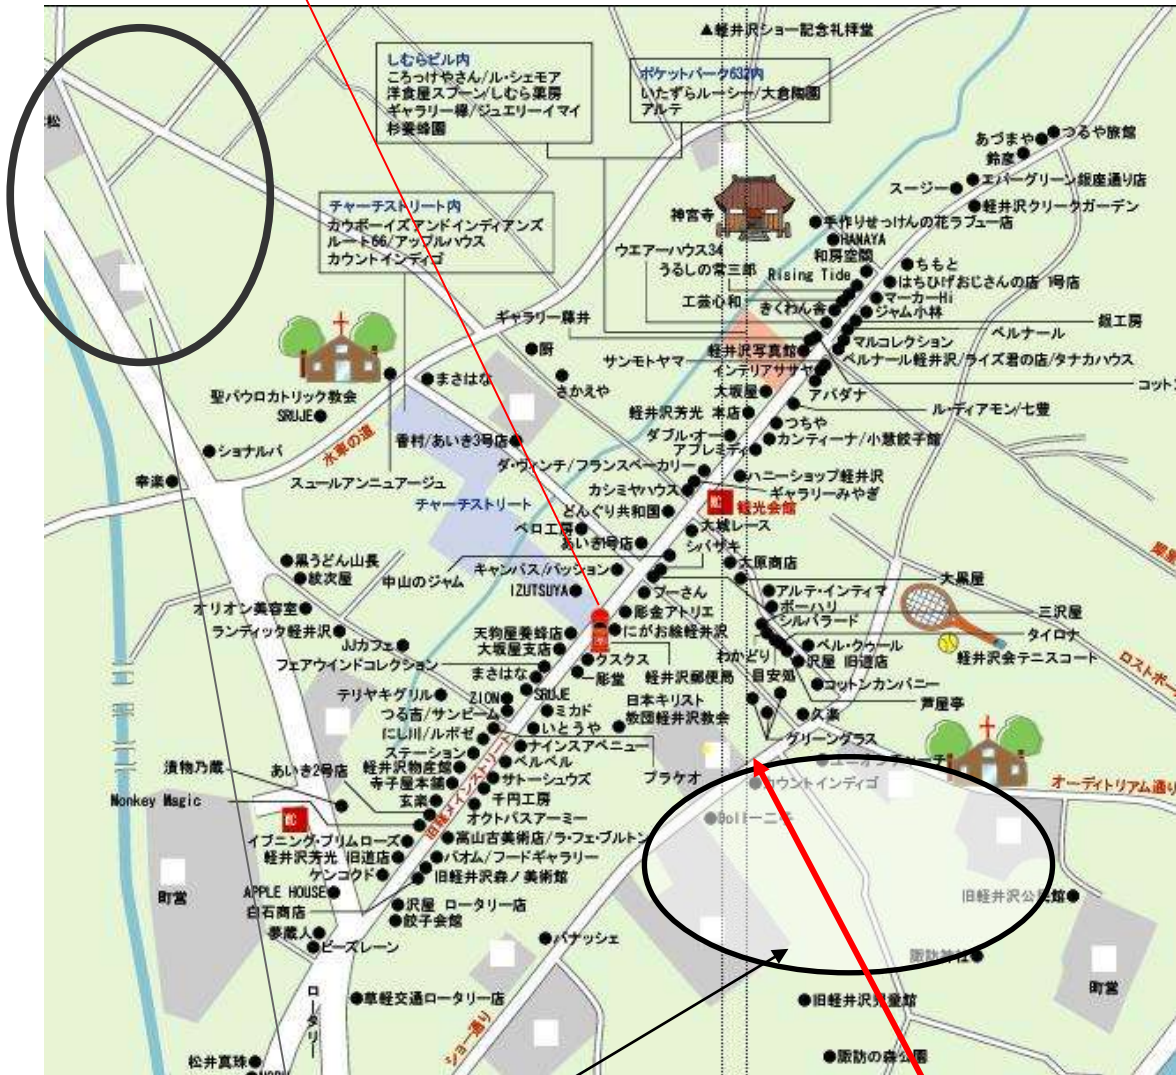 ▲軽井沢ショー記念礼拝堂
しむらビル内
ころっけやさん/ル・シェモア
洋食屋スプーン/しむら薬房
ギャラリー欅/ジュエリーイマイ
杉養蜂園
ポケットパーク632内
いたずらルーシー/大倉陶園
アルテ
松
つるや旅館
あづまや
鈴彦
エバーグリーン銀座通り店
スージー
軽井沢クリークガーデン
チャーチストリート内
カウボーイズアンドインディアンズ
ルート66/アップルハウス
カウントインディゴ
神宮寺
手作りせっけんの花ラブュー店
HANAYA
和房空間
ウエアーハウス34
うるしの常三郎
Rising Tide
ちもと
はちひげおじさんの店 1号店
工芸心和
きくわん舎
マーカーHi
ジャム小林
ギャラリー藤井
銀工房
ベルナール
マルコレクション
厨
サンモトヤマ
軽井沢写真館
ベルナール軽井沢/ライズ君の店/タナカハウス
インテリアササヤ
聖パウロカトリック教会
まさはな
さかえや
大坂屋
アバダナ
コット
SRUJE
軽井沢芳光 本店
ル・ディアモン/七豊
つちや
水車の道
香村/あいき3号店
ダブル・オー
カンティーナ/小慧餃子館
アプレミディ
ショナルバ
ダ・ヴィンチ/フランスベーカリー
幸楽
スュールアンニュアージュ
ハニーショップ軽井沢
カシミヤハウス
ギャラリーみやぎ
チャーチストリート
どんぐり共和国
観光会館
ベロ工房
大城レース
あいき1号店
シバザキ
黒うどん山長
中山のジャム
キャンバス/パッション
大原商店
紋次屋
IZUTSUYA
プーさん
大黒屋
アルテ・インティマ
ボーハリ
オリオン美容室
彫金アトリエ
シルバラード
三沢屋
ランディック軽井沢
天狗屋養蜂店
にがお絵軽井沢
タイロナ
JJカフェ
大坂屋支店
わかどり
ベル・クゥール
フェアウインドコレクション
クスクス
軽井沢郵便局
目安処
沢屋 旧道店
軽井沢会テニスコート
まさはな
彫堂
テリヤキグリル
ZION
SRUJE
日本キリスト
教団軽井沢教会
コットンカンパニー
芦屋亭
つる吉/サンビーム
ミカド
久楽
にし川/ルポゼ
いとうや
グリーングラス
ステーション
ナインスアベニュー
漬物乃蔵
あいき2号店
軽井沢物産館
ベルベル
ブラケオ
ユニオンチャーチ
寺子屋本舗
サトーシュウズ
カウントインディゴ
オーディトリアム通り
Monkey Magic
玄楽
千円工房
旧軽メインストリート
オクトパスアーミー
Boll一二千
イブニング・プリムローズ
高山古美術店/ラ・フェ・ブルトン
軽井沢芳光 旧道店
バオム/フードギャラリー
ケンコクド
旧軽井沢森ノ美術館
町営
APPLE HOUSE
沢屋 ロータリー店
旧軽井沢公民館
白石商店
餃子会館
夢蔵人
バナッシェ
ビーズレーン
諏訪神社
町営
ロータリー
草軽交通ロータリー店
旧軽井沢児童館
ショー通り
松井真珠
諏訪の森公園
ロストボー